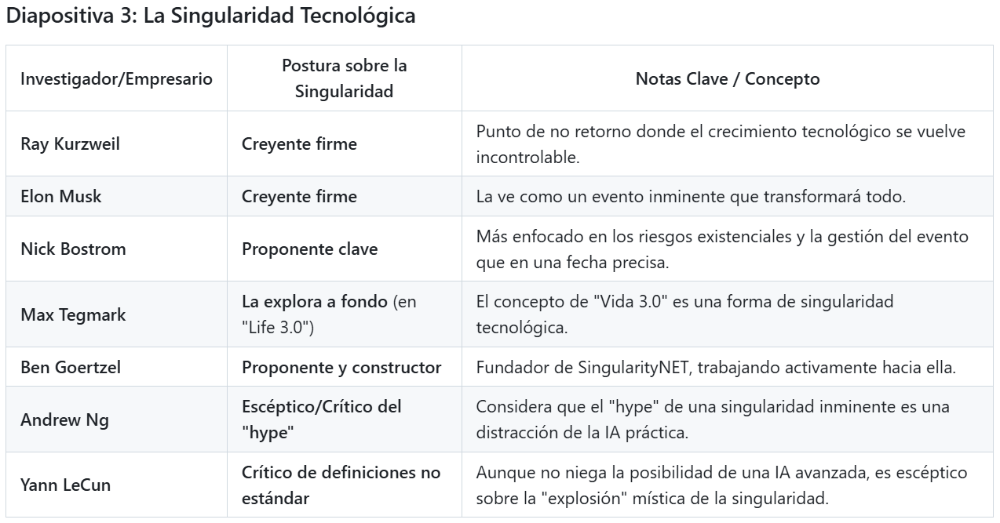 Diapositiva 3: La Singularidad Tecnológica
Investigador/Empresario
Postura sobre la
Singularidad
Notas Clave / Concepto
Ray Kurzweil
Creyente firme
Punto de no retorno donde el crecimiento tecnológico se vuelve
incontrolable.
Elon Musk
Creyente firme
La ve como un evento inminente que transformará todo.
Nick Bostrom
Proponente clave
Más enfocado en los riesgos existenciales y la gestión del evento
que en una fecha precisa.
Max Tegmark
La explora a fondo (en
"Life 3.0")
El concepto de "Vida 3.0" es una forma de singularidad
tecnológica.
Ben Goertzel
Proponente y constructor
Fundador de SingularityNET, trabajando activamente hacia ella.
Andrew Ng
Escéptico/Crítico del
"hype"
Considera que el "hype" de una singularidad inminente es una
distracción de la IA práctica.
Yann LeCun
Crítico de definiciones no
estándar
Aunque no niega la posibilidad de una IA avanzada, es escéptico
sobre la "explosión" mística de la singularidad.